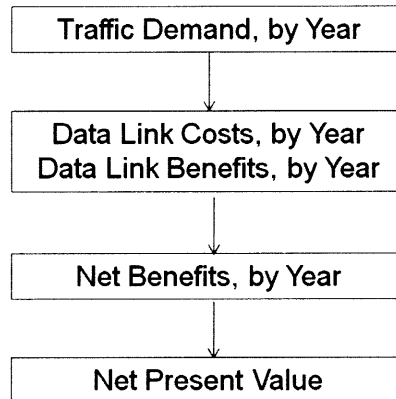 Traffic Demand, by Year
Data Link Costs, by Year
Data Link Benefits, by Year
Net Benefits, by Year
Net Present Value